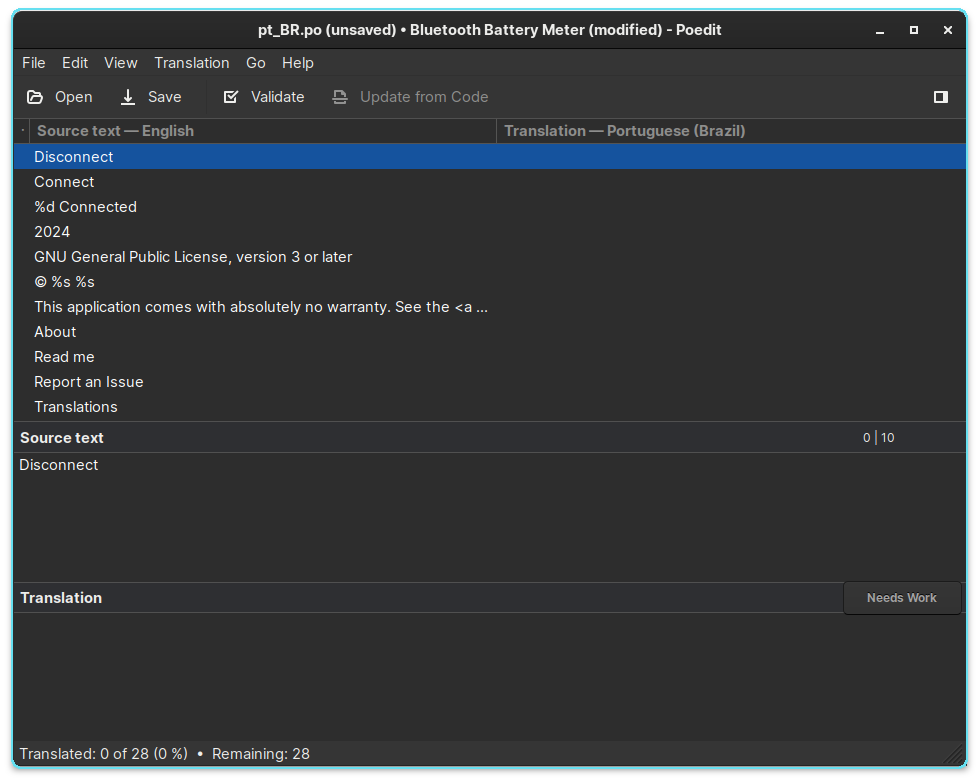 pt_BR.po (unsaved) • Bluetooth Battery Meter (modified) - Poedit
File Edit View Translation Go Help
Open Save Validate Update from Code
Source text — English Translation — Portuguese (Brazil)
Disconnect
Connect
%d Connected
2024
GNU General Public License, version 3 or later
© %s %s
This application comes with absolutely no warranty. See the <a ...
About
Read me
Report an Issue
Translations
Source text 0 | 10
Disconnect
Translation Needs Work
Translated: 0 of 28 (0 %) • Remaining: 28